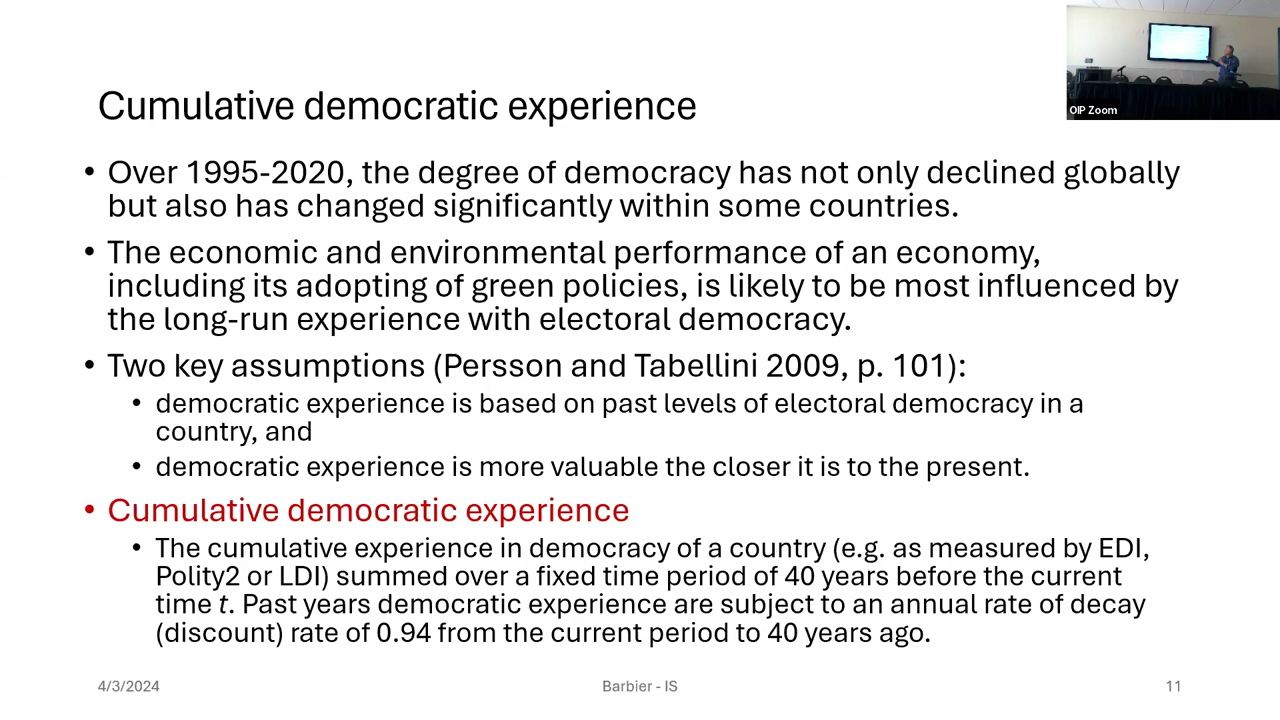 OIP Zoom
Cumulative democratic experience
• Over 1995-2020, the degree of democracy has not only declined globally
but also has changed significantly within some countries.
• The economic and environmental performance of an economy,
including its adopting of green policies, is likely to be most influenced by
the long-run experience with electoral democracy.
• Two key assumptions (Persson and Tabellini 2009, p. 101):
• democratic experience is based on past levels of electoral democracy in a
country, and
• democratic experience is more valuable the closer it is to the present.
• Cumulative democratic experience
• The cumulative experience in democracy of a country (e.g. as measured by EDI,
Polity2 or LDI) summed over a fixed time period of 40 years before the current
time t. Past years democratic experience are subject to an annual rate of decay
(discount) rate of 0.94 from the current period to 40 years ago.
4/3/2024
Barbier - IS
11